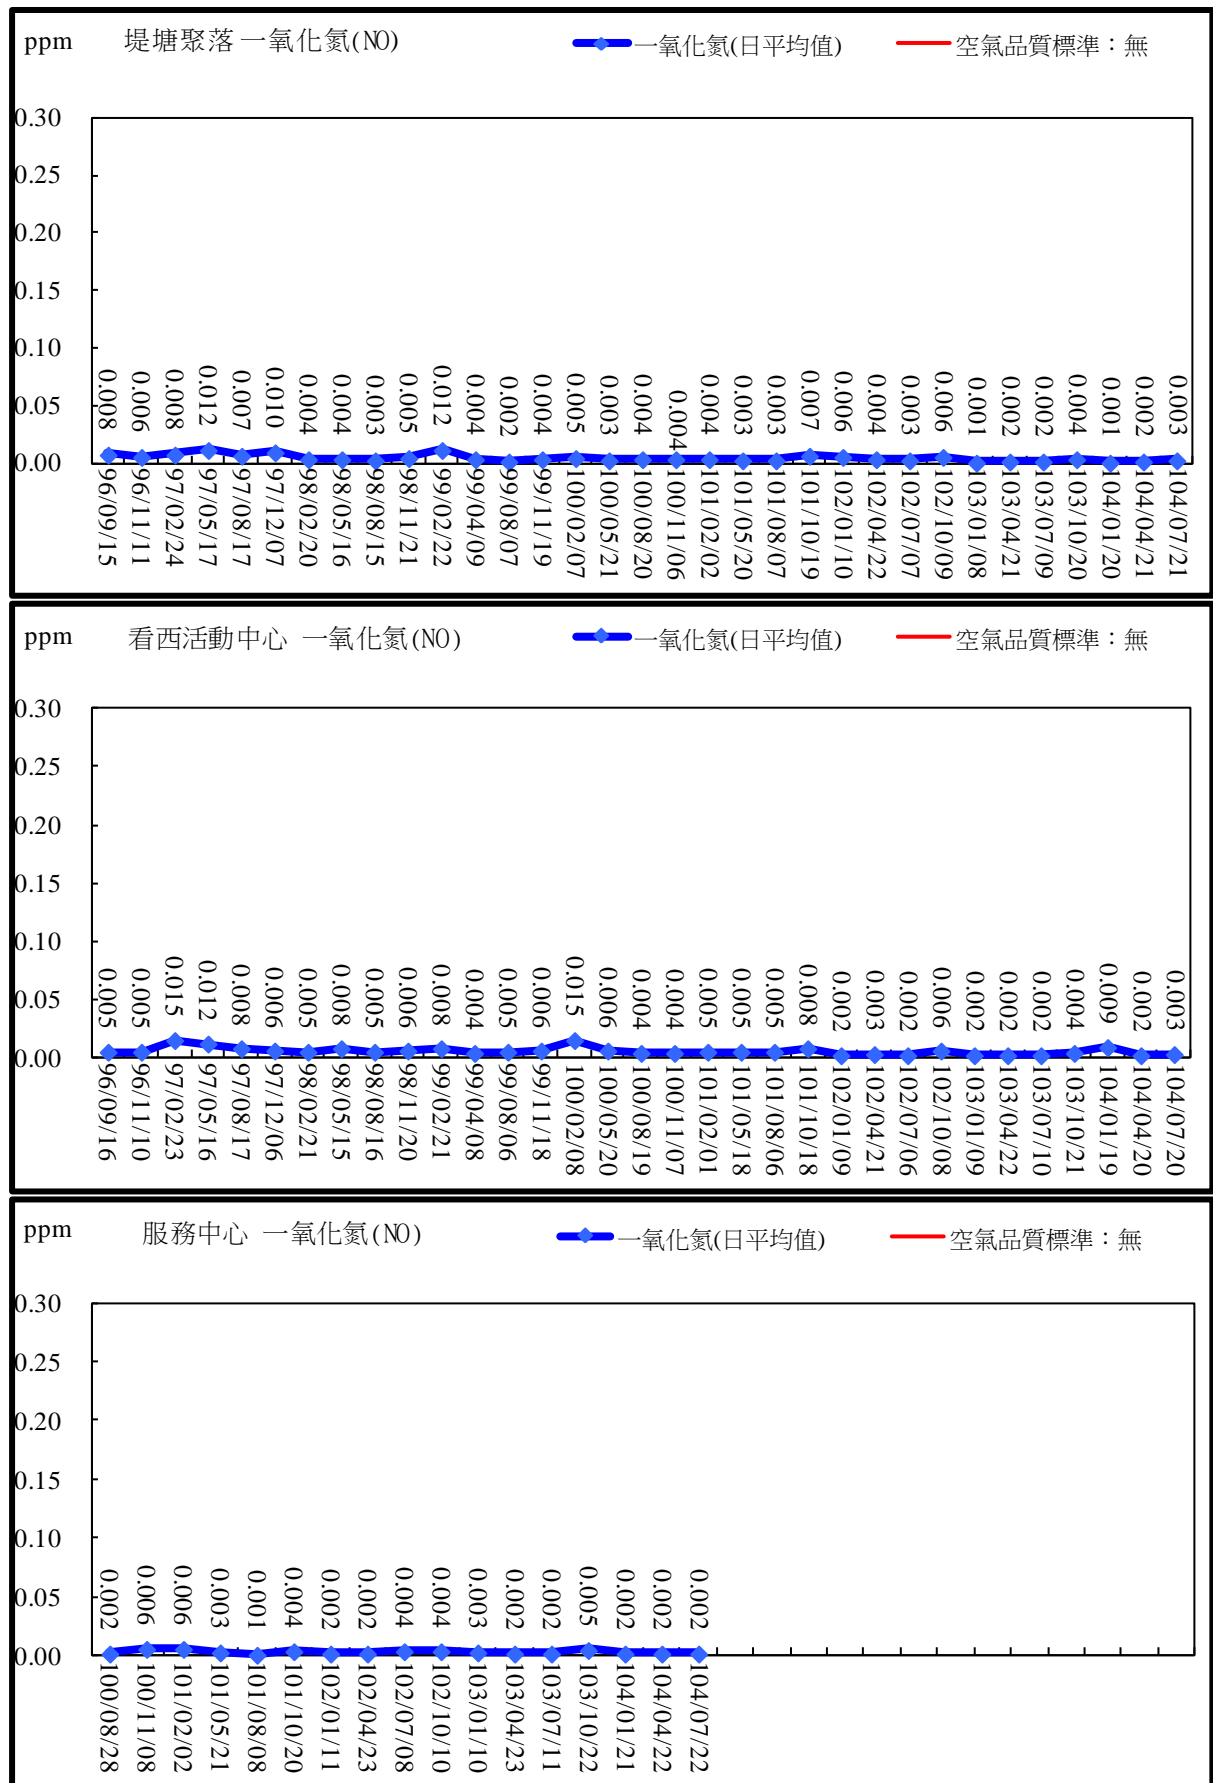 ppm 堤塘聚落 一氧化氮(NO) 一氧化氮(日平均值) 空氣品質標準：無
0.30
0.25
0.20
0.15
0.10
0.05
0.00
0.008 0.006 0.008 0.012 0.007 0.010 0.004 0.004 0.003 0.005 0.012 0.004 0.002 0.004 0.005 0.003 0.004 0.004 0.004 0.003 0.003 0.007 0.006 0.004 0.003 0.006 0.001 0.002 0.002 0.004 0.001 0.002 0.003
96/09/15 96/11/11 97/02/24 97/05/17 97/08/17 97/12/07 98/02/20 98/05/16 98/08/15 98/11/21 99/02/22 99/04/09 99/08/07 99/11/19 100/02/07 100/05/21 100/08/20 100/11/06 101/02/02 101/05/20 101/08/07 101/10/19 102/01/10 102/04/22 102/07/07 102/10/09 103/01/08 103/04/21 103/07/09 103/10/20 104/01/20 104/04/21 104/07/21
ppm 看西活動中心 一氧化氮(NO) 一氧化氮(日平均值) 空氣品質標準：無
0.30
0.25
0.20
0.15
0.10
0.05
0.00
0.005 0.005 0.015 0.012 0.008 0.006 0.005 0.008 0.005 0.006 0.008 0.004 0.005 0.006 0.015 0.006 0.004 0.004 0.005 0.005 0.005 0.008 0.002 0.003 0.002 0.006 0.002 0.002 0.002 0.004 0.009 0.002 0.003
96/09/16 96/11/10 97/02/23 97/05/16 97/08/17 97/12/06 98/02/21 98/05/15 98/08/16 98/11/20 99/02/21 99/04/08 99/08/06 99/11/18 100/02/08 100/05/20 100/08/19 100/11/07 101/02/01 101/05/18 101/08/06 101/10/18 102/01/09 102/04/21 102/07/06 102/10/08 103/01/09 103/04/22 103/07/10 103/10/21 104/01/19 104/04/20 104/07/20
ppm 服務中心 一氧化氮(NO) 一氧化氮(日平均值) 空氣品質標準：無
0.30
0.25
0.20
0.15
0.10
0.05
0.00
0.002 0.006 0.006 0.003 0.001 0.004 0.002 0.002 0.004 0.004 0.003 0.002 0.002 0.005 0.002 0.002 0.002
100/08/28 100/11/08 101/02/02 101/05/21 101/08/08 101/10/20 102/01/11 102/04/23 102/07/08 102/10/10 103/01/10 103/04/23 103/07/11 103/10/22 104/01/21 104/04/22 104/07/22